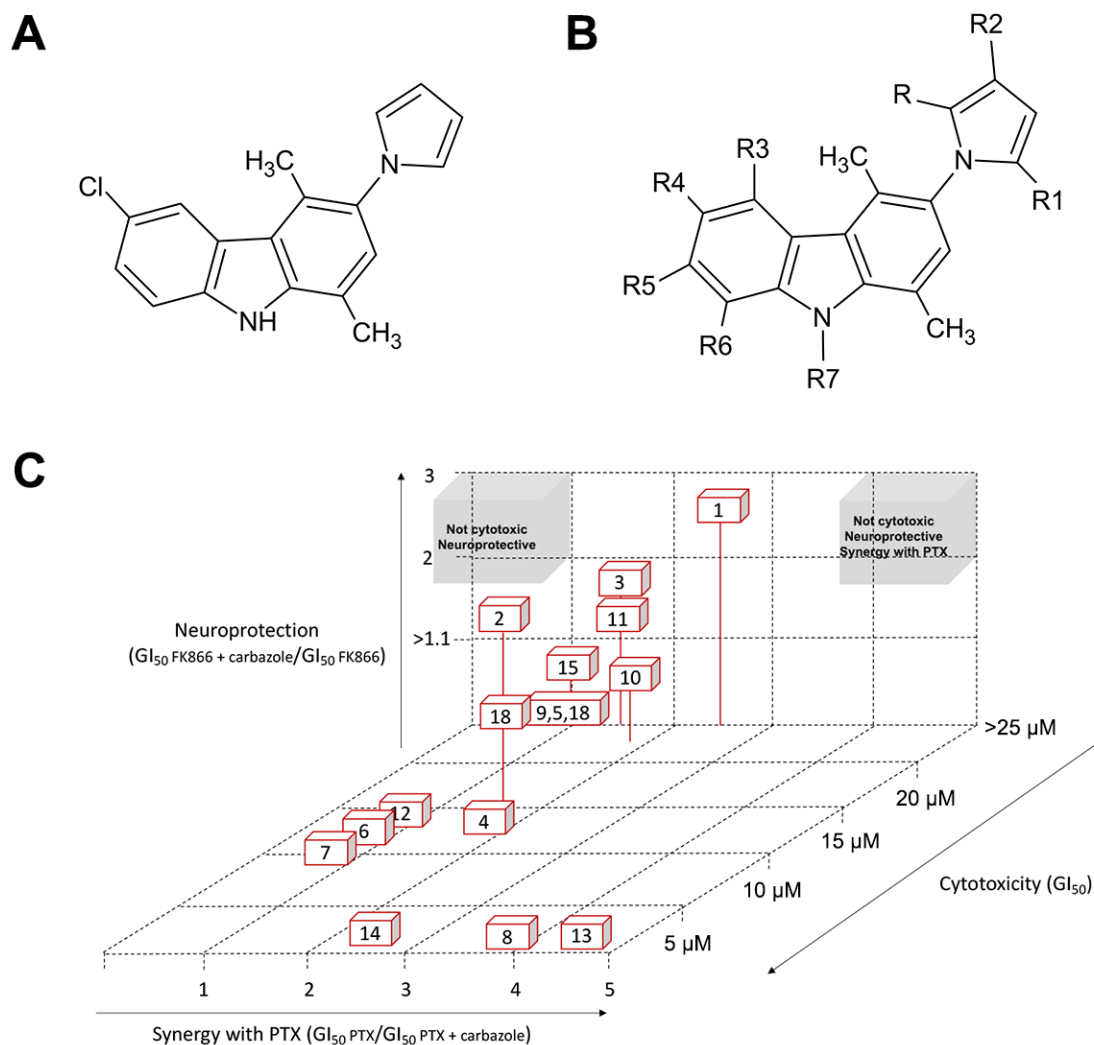 A
Cl
H₃C
N
NH
CH₃
B
R2
R
R3
H₃C
N
R4
R1
R5
R6
N
CH₃
R7
C
3
Not cytotoxic
Neuroprotective
1
Not cytotoxic
Neuroprotective
Synergy with PTX
2
3
2
11
Neuroprotection
(GI₅₀ FK866 + carbazole/GI₅₀ FK866)
>1.1
15
10
18
9,5,18
>25 μM
20 μM
12
6
4
15 μM
7
10 μM
Cytotoxicity (GI₅₀)
14
8
13
5 μM
1
2
3
4
5
Synergy with PTX (GI₅₀ PTX/GI₅₀ PTX + carbazole)